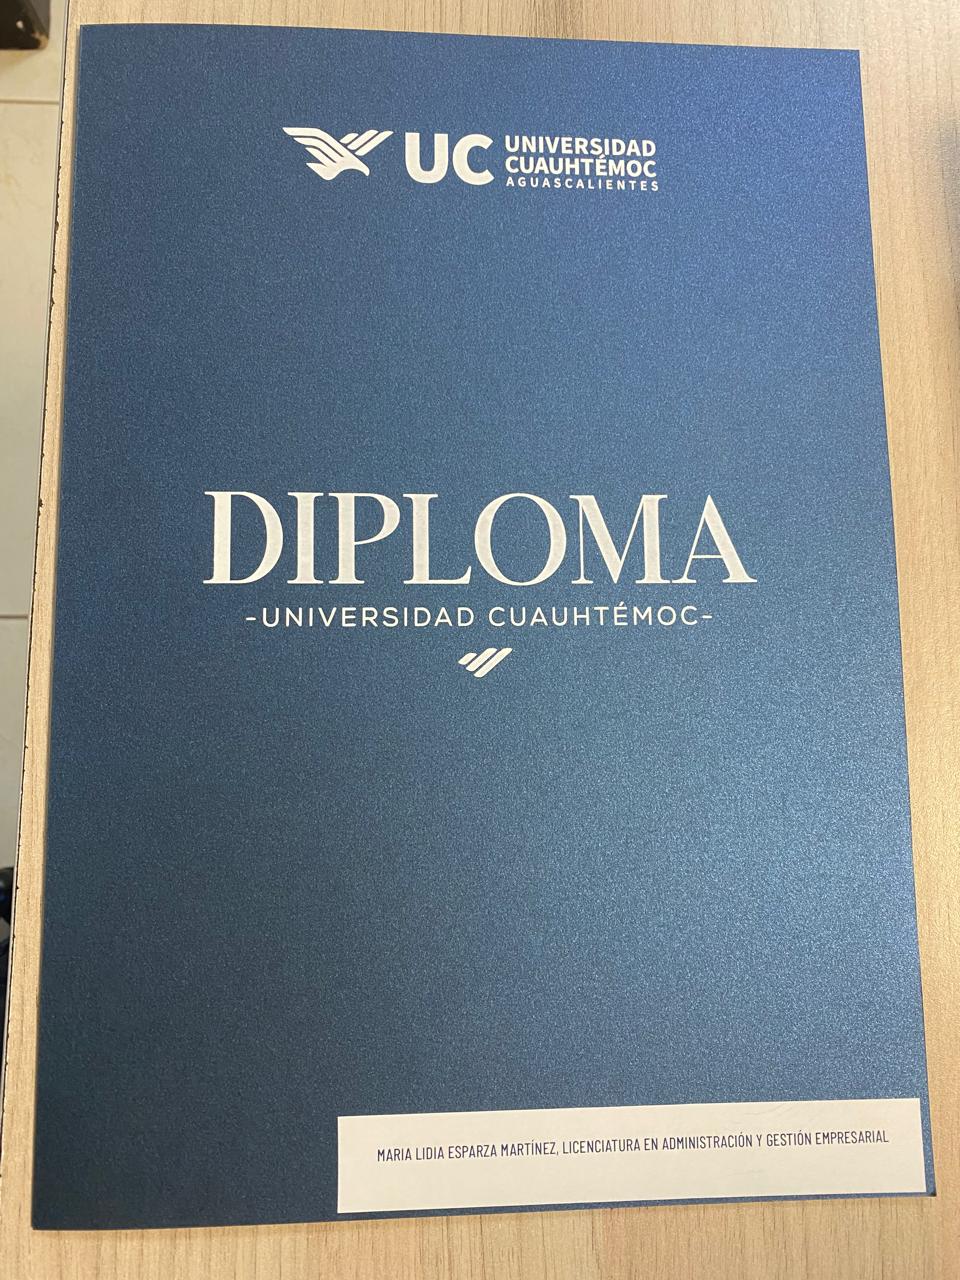 UC UNIVERSIDAD
CUAUHTÉMOC
AGUASCALIENTES
DIPLOMA
-UNIVERSIDAD CUAUHTÉMOC-
MARIA LIDIA ESPARZA MARTÍNEZ, LICENCIATURA EN ADMINISTRACIÓN Y GESTIÓN EMPRESARIAL